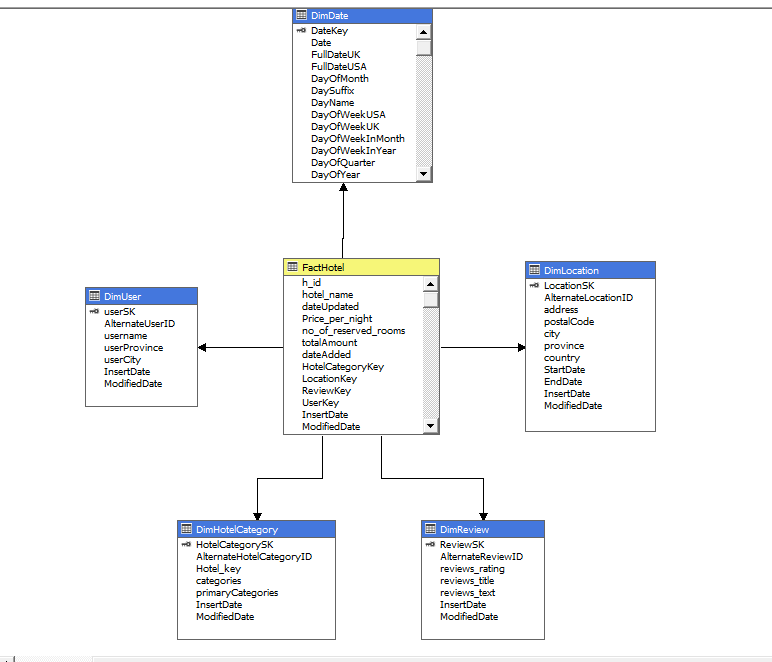 DimDate
DateKey
Date
FullDateUK
FullDateUSA
DayOfMonth
DaySuffix
DayName
DayOfWeekUSA
DayOfWeekUK
DayOfWeekInMonth
DayOfWeekInYear
DayOfQuarter
DayOfYear
FactHotel
h_id
hotel_name
dateUpdated
Price_per_night
no_of_reserved_rooms
totalAmount
dateAdded
HotelCategoryKey
LocationKey
ReviewKey
UserKey
InsertDate
ModifiedDate
DimLocation
LocationSK
AlternateLocationID
address
postalCode
city
province
country
StartDate
EndDate
InsertDate
ModifiedDate
DimUser
userSK
AlternateUserID
username
userProvince
userCity
InsertDate
ModifiedDate
DimHotelCategory
HotelCategorySK
AlternateHotelCategoryID
Hotel_key
categories
primaryCategories
InsertDate
ModifiedDate
DimReview
ReviewSK
AlternateReviewID
reviews_rating
reviews_title
reviews_text
InsertDate
ModifiedDate